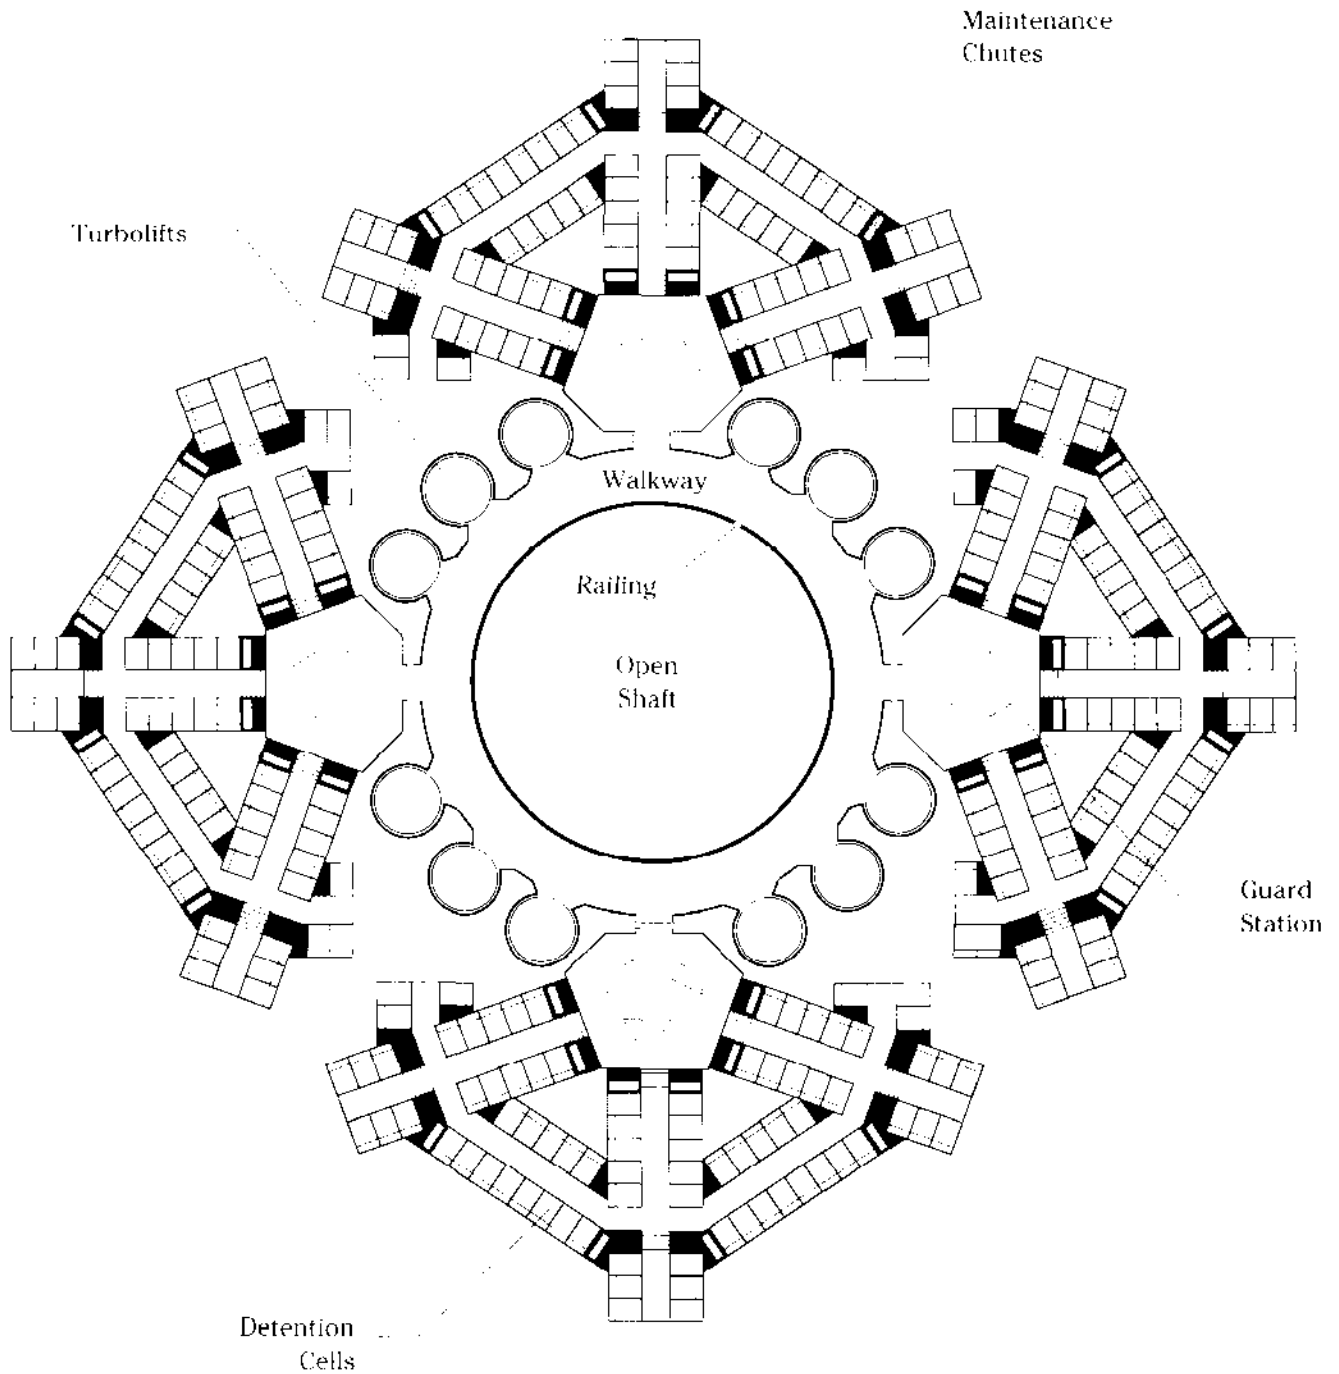 Maintenance
Chutes
Turbolifts
Walkway
Railing
Open
Shaft
Guard
Station
Detention
Cells